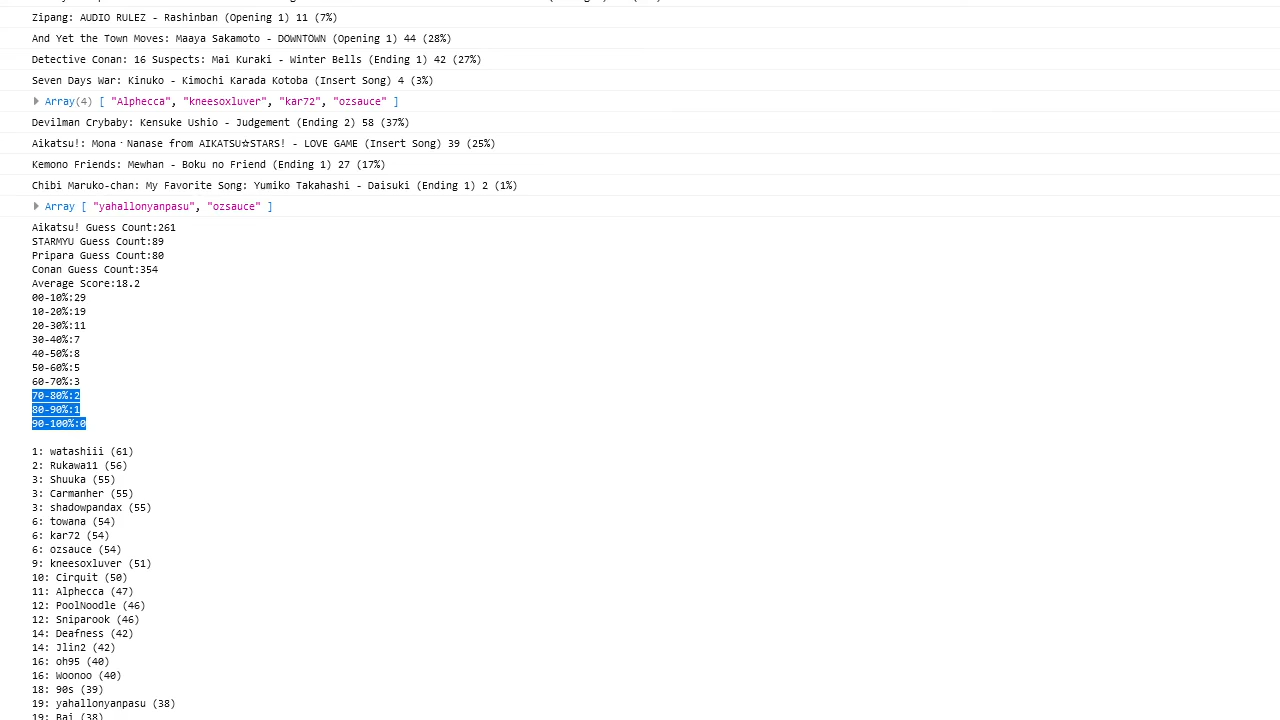 Zipang: AUDIO RULEZ - Rashinban (Opening 1) 11 (7%)
And Yet the Town Moves: Maaya Sakamoto - DOWNTOWN (Opening 1) 44 (28%)
Detective Conan: 16 Suspects: Mai Kuraki - Winter Bells (Ending 1) 42 (27%)
Seven Days War: Kinuko - Kimochi Karada Kotoba (Insert Song) 4 (3%)
Array(4) [ "Alphecca", "kneesoxluver", "kar72", "ozsauce" ]
Devilman Crybaby: Kensuke Ushio - Judgement (Ending 2) 58 (37%)
Aikatsu!: Mona・Nanase from AIKATSU☆STARS! - LOVE GAME (Insert Song) 39 (25%)
Kemono Friends: Mewhan - Boku no Friend (Ending 1) 27 (17%)
Chibi Maruko-chan: My Favorite Song: Yumiko Takahashi - Daisuki (Ending 1) 2 (1%)
Array [ "yahallonyanpasu", "ozsauce" ]
Aikatsu! Guess Count:261
STARMYU Guess Count:89
Pripara Guess Count:80
Conan Guess Count:354
Average Score:18.2
00-10%:29
10-20%:19
20-30%:11
30-40%:7
40-50%:8
50-60%:5
60-70%:3
70-80%:2
80-90%:1
90-100%:0
1: watashiii (61)
2: Rukawa11 (56)
3: Shuuka (55)
3: Carmanher (55)
3: shadowpandax (55)
6: towana (54)
6: kar72 (54)
6: ozsauce (54)
9: kneesoxluver (51)
10: Cirquit (50)
11: Alphecca (47)
12: PoolNoodle (46)
12: Sniparook (46)
14: Deafness (42)
14: Jlin2 (42)
16: oh95 (40)
16: Woonoo (40)
18: 90s (39)
19: yahallonyanpasu (38)
19: Bai (38)